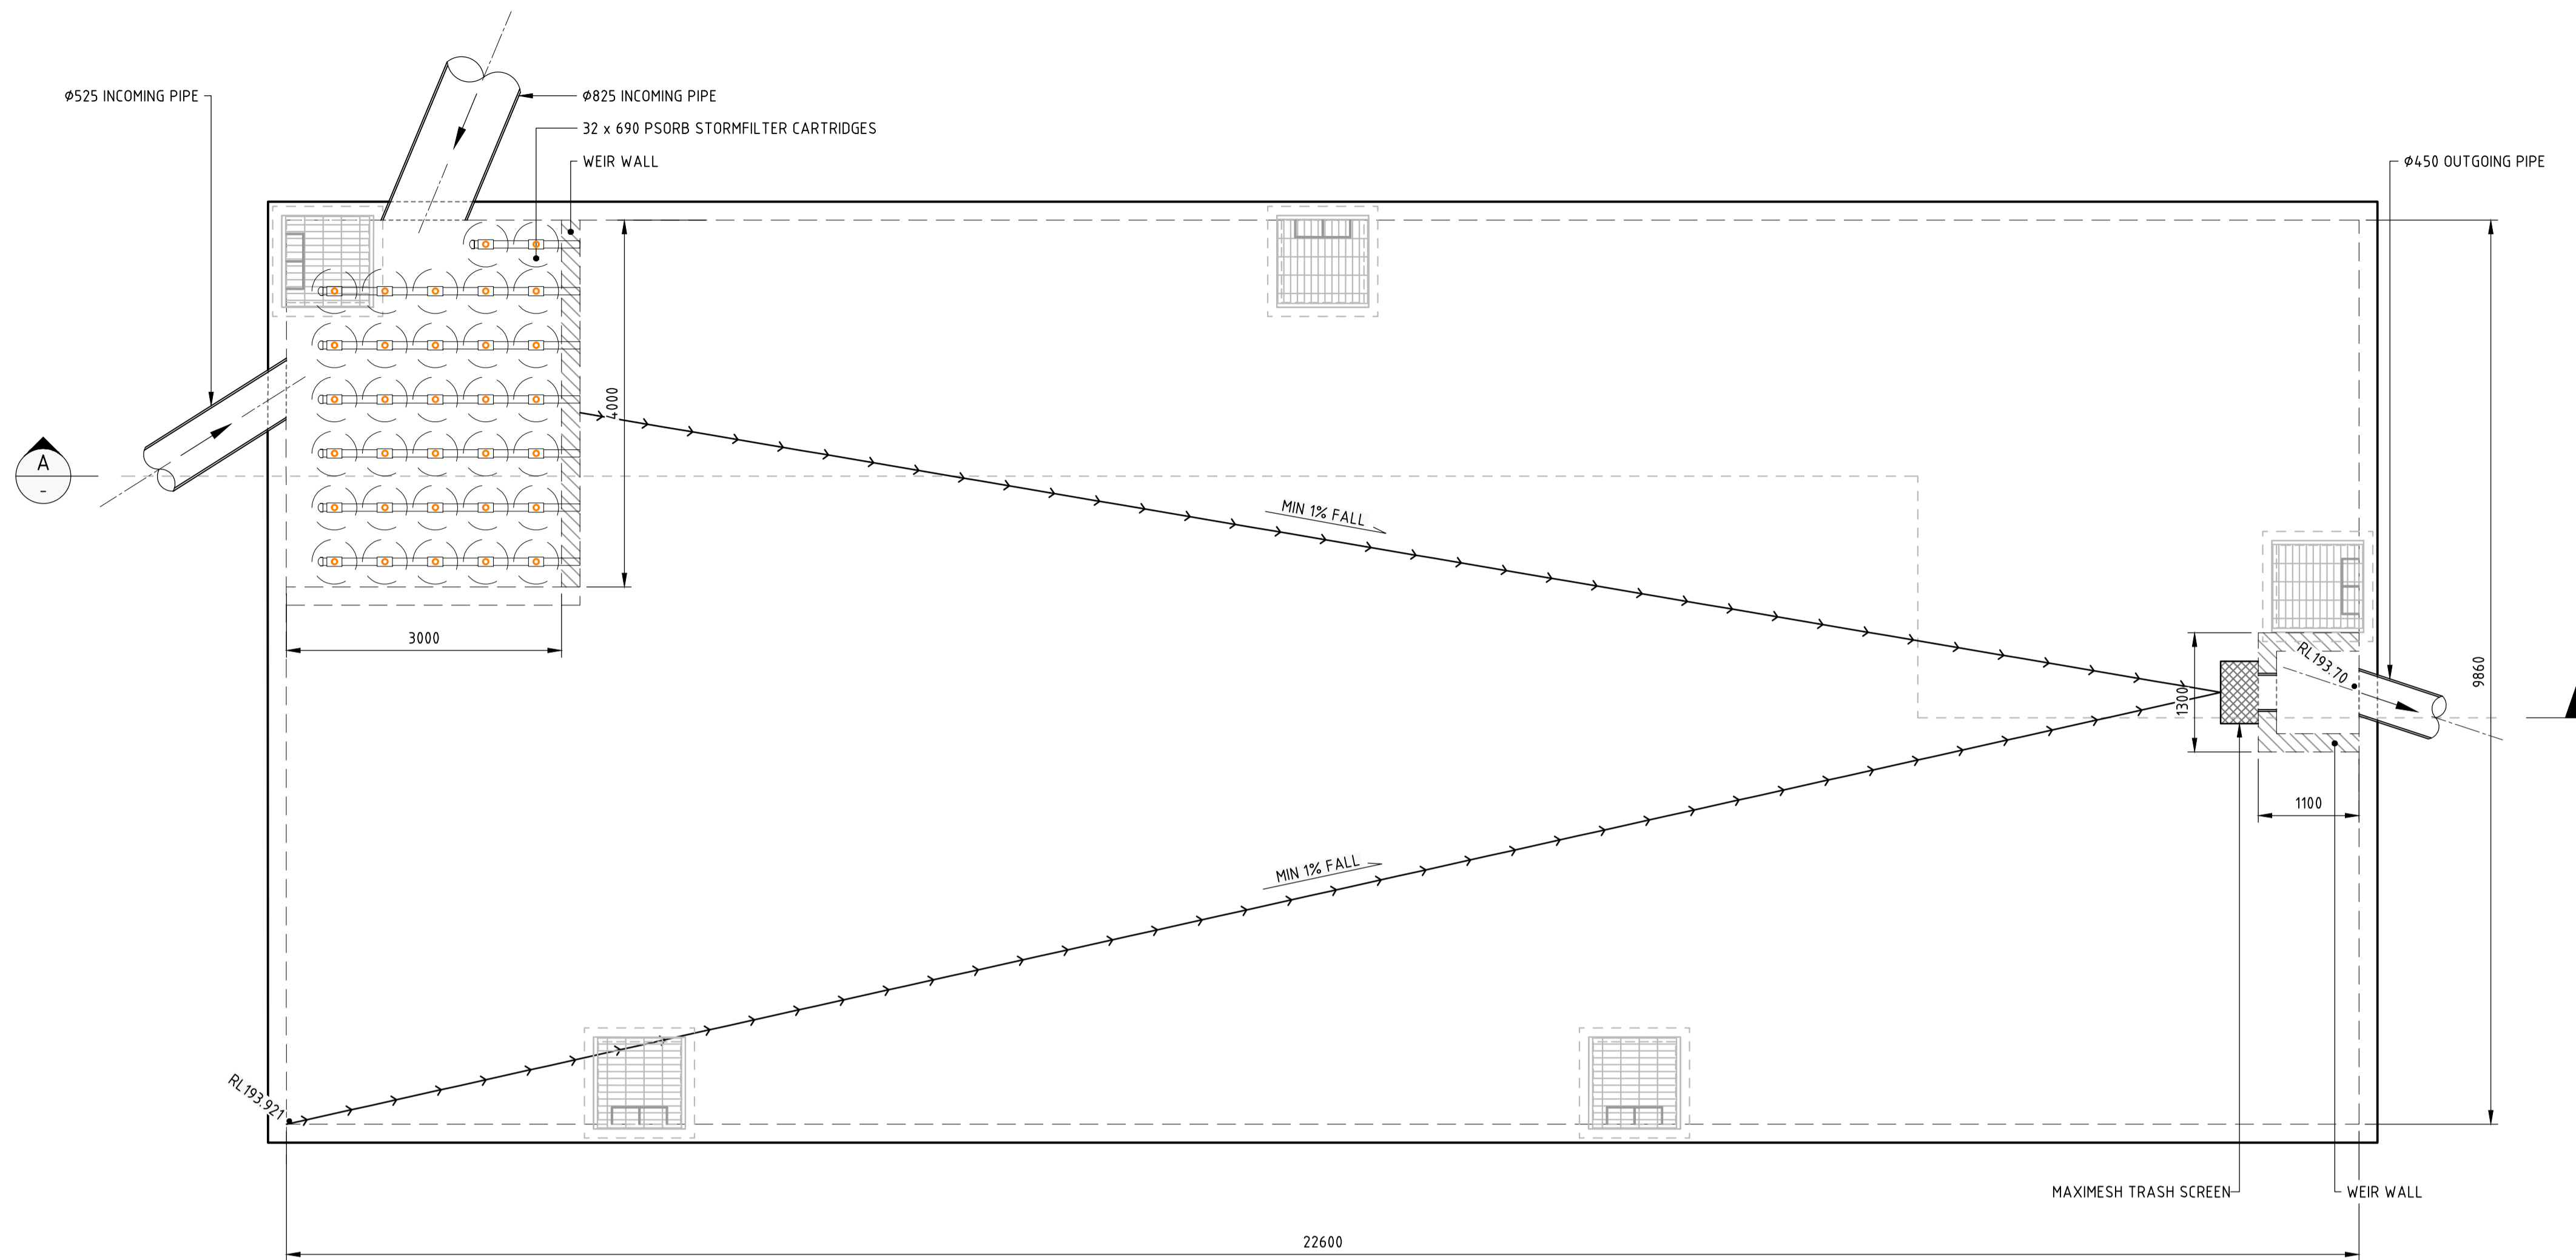 Ø525 INCOMING PIPE
Ø825 INCOMING PIPE
32 x 690 PSORB STORMFILTER CARTRIDGES
WEIR WALL
Ø450 OUTGOING PIPE
4000
A
-
MIN 1% FALL
3000
RL193.70
9860
1300
1100
MIN 1% FALL
RL193.921
MAXIMESH TRASH SCREEN
WEIR WALL
22600